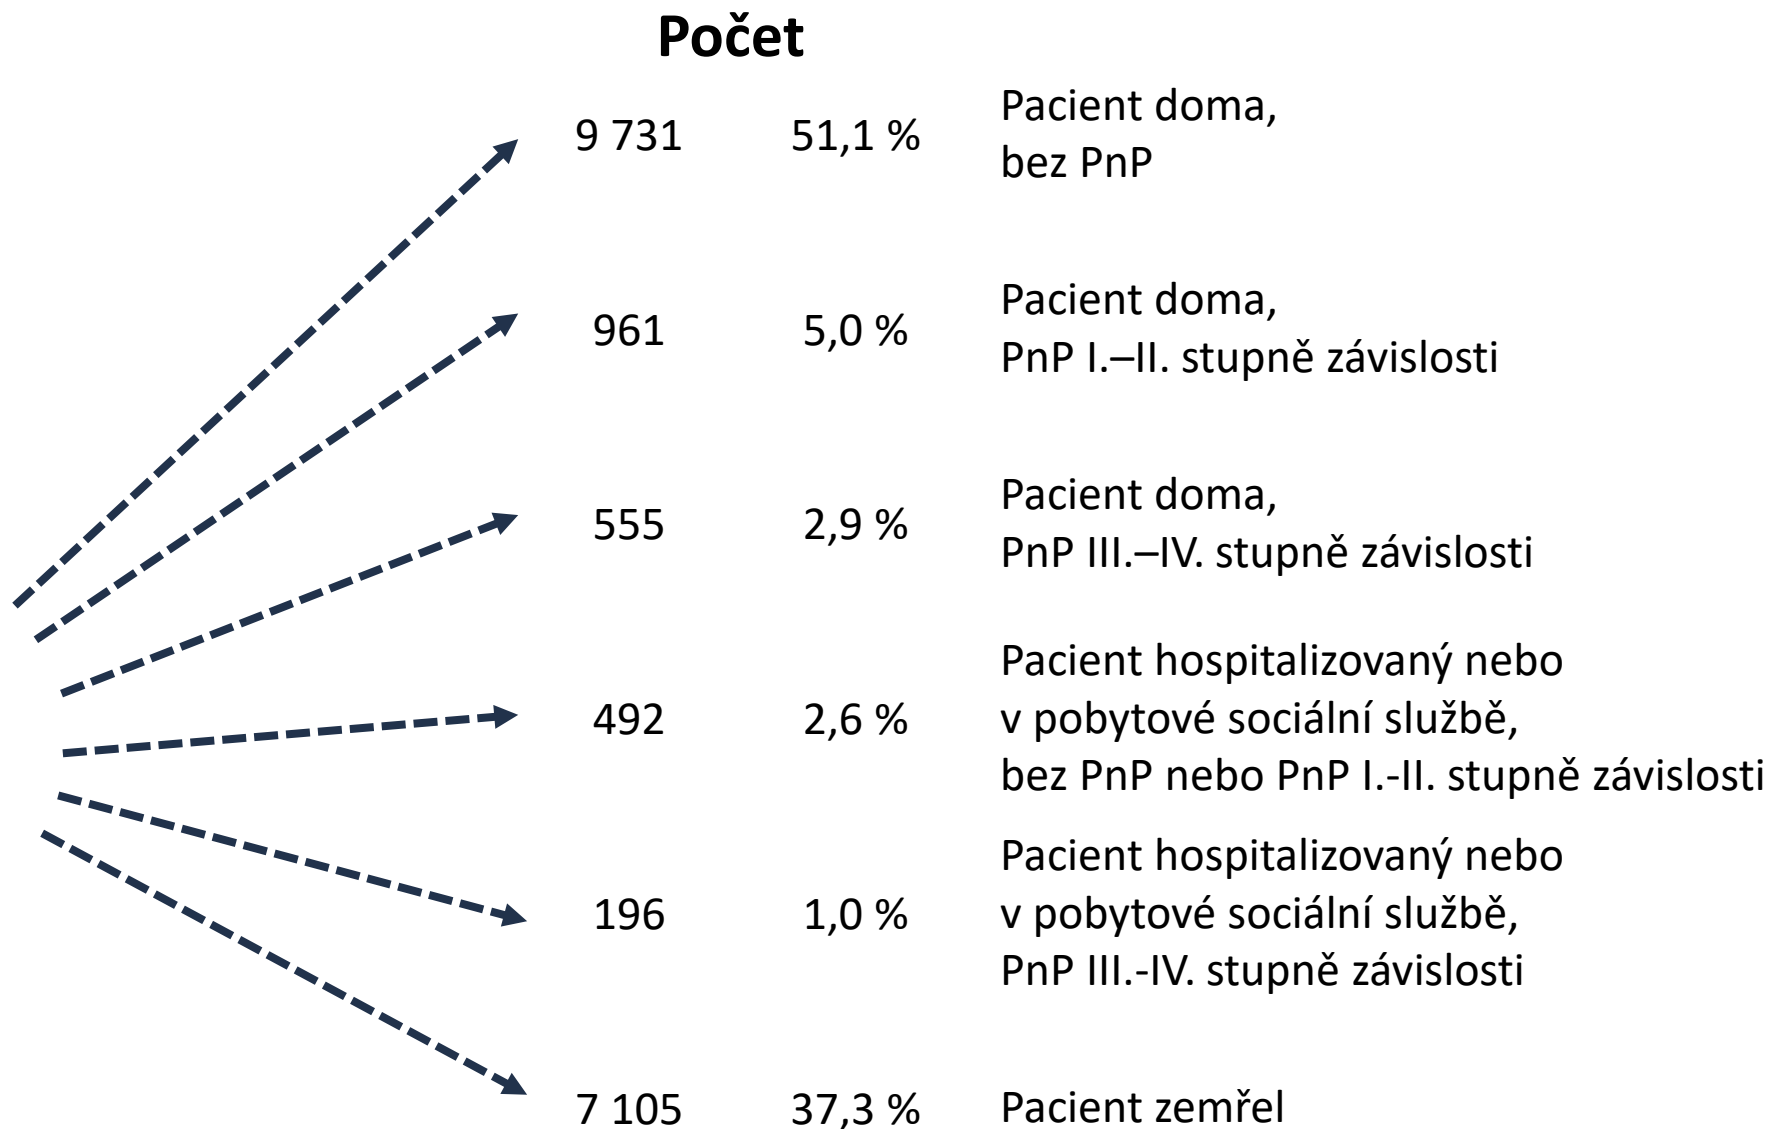 Počet
9 731 51,1 % Pacient doma,
bez PnP
961 5,0 % Pacient doma,
PnP I.–II. stupně závislosti
555 2,9 % Pacient doma,
PnP III.–IV. stupně závislosti
492 2,6 % Pacient hospitalizovaný nebo
v pobytové sociální službě,
bez PnP nebo PnP I.-II. stupně závislosti
196 1,0 % Pacient hospitalizovaný nebo
v pobytové sociální službě,
PnP III.-IV. stupně závislosti
7 105 37,3 % Pacient zemřel